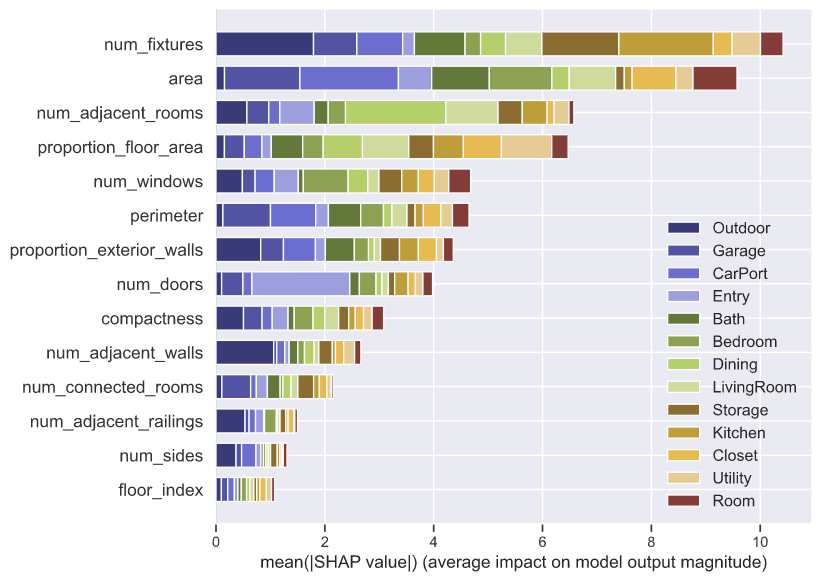 num_fixtures
area
num_adjacent_rooms
proportion_floor_area
num_windows
perimeter
proportion_exterior_walls
num_doors
compactness
num_adjacent_walls
num_connected_rooms
num_adjacent_railings
num_sides
floor_index
Outdoor
Garage
CarPort
Entry
Bath
Bedroom
Dining
LivingRoom
Storage
Kitchen
Closet
Utility
Room
0 2 4 6 8 10
mean(|SHAP value|) (average impact on model output magnitude)